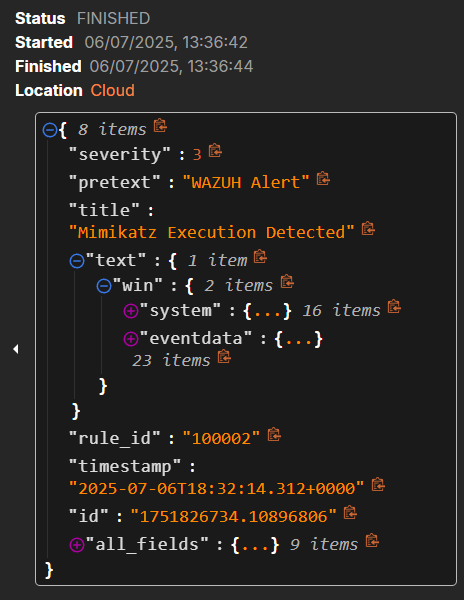 Status FINISHED
Started 06/07/2025, 13:36:42
Finished 06/07/2025, 13:36:44
Location Cloud
{ 8 items
"severity" : 3
"pretext" : "WAZUH Alert"
"title" :
"Mimikatz Execution Detected"
"text" : { 1 item
"win" : { 2 items
"system" : {...} 16 items
"eventdata" : {...}
23 items
}
}
"rule_id" : "100002"
"timestamp" :
"2025-07-06T18:32:14.312+0000"
"id" : "1751826734.10896806"
"all_fields" : {...} 9 items
}